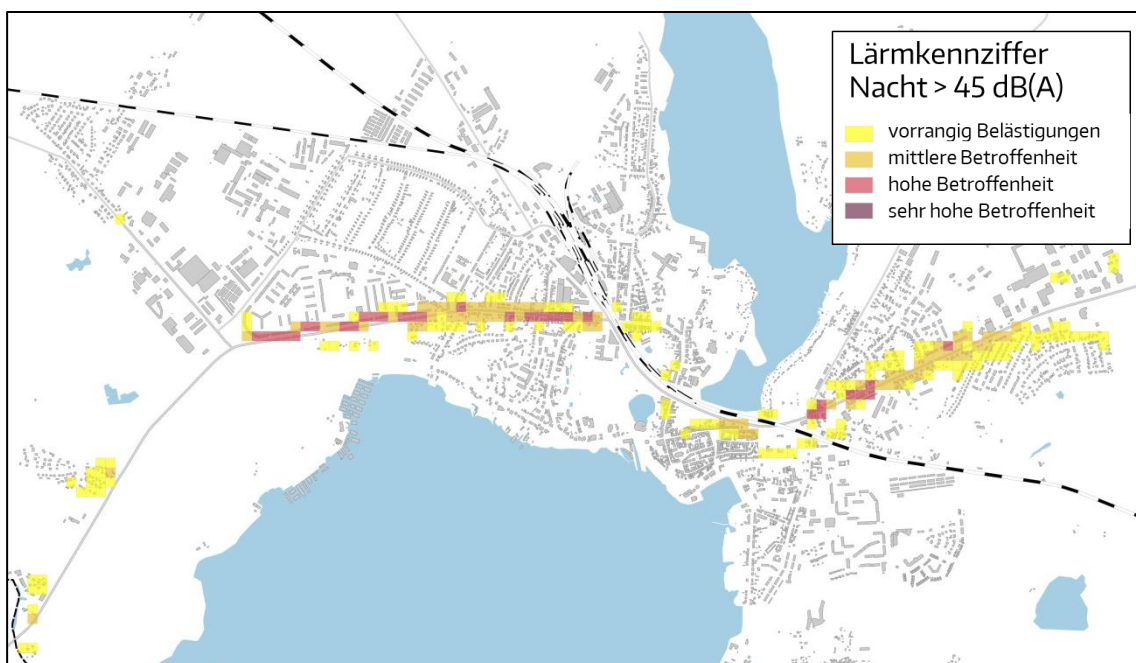 Lärmkennziffer
Nacht > 45 dB(A)
vorrangig Belästigungen
mittlere Betroffenheit
hohe Betroffenheit
sehr hohe Betroffenheit